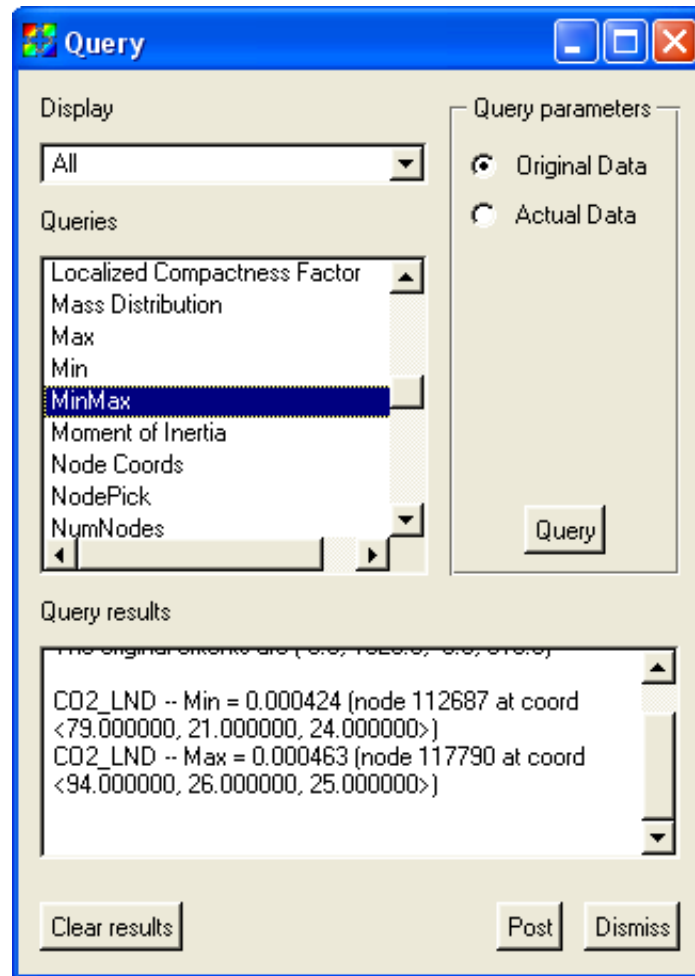 Query
Display
All
Queries
Localized Compactness Factor
Mass Distribution
Max
Min
MinMax
Moment of Inertia
Node Coords
NodePick
NumNodes
Query parameters
Original Data
Actual Data
Query
Query results
CO2_LND -- Min = 0.000424 (node 112687 at coord
<79.000000, 21.000000, 24.000000>)
CO2_LND -- Max = 0.000463 (node 117790 at coord
<94.000000, 26.000000, 25.000000>)
Clear results
Post
Dismiss